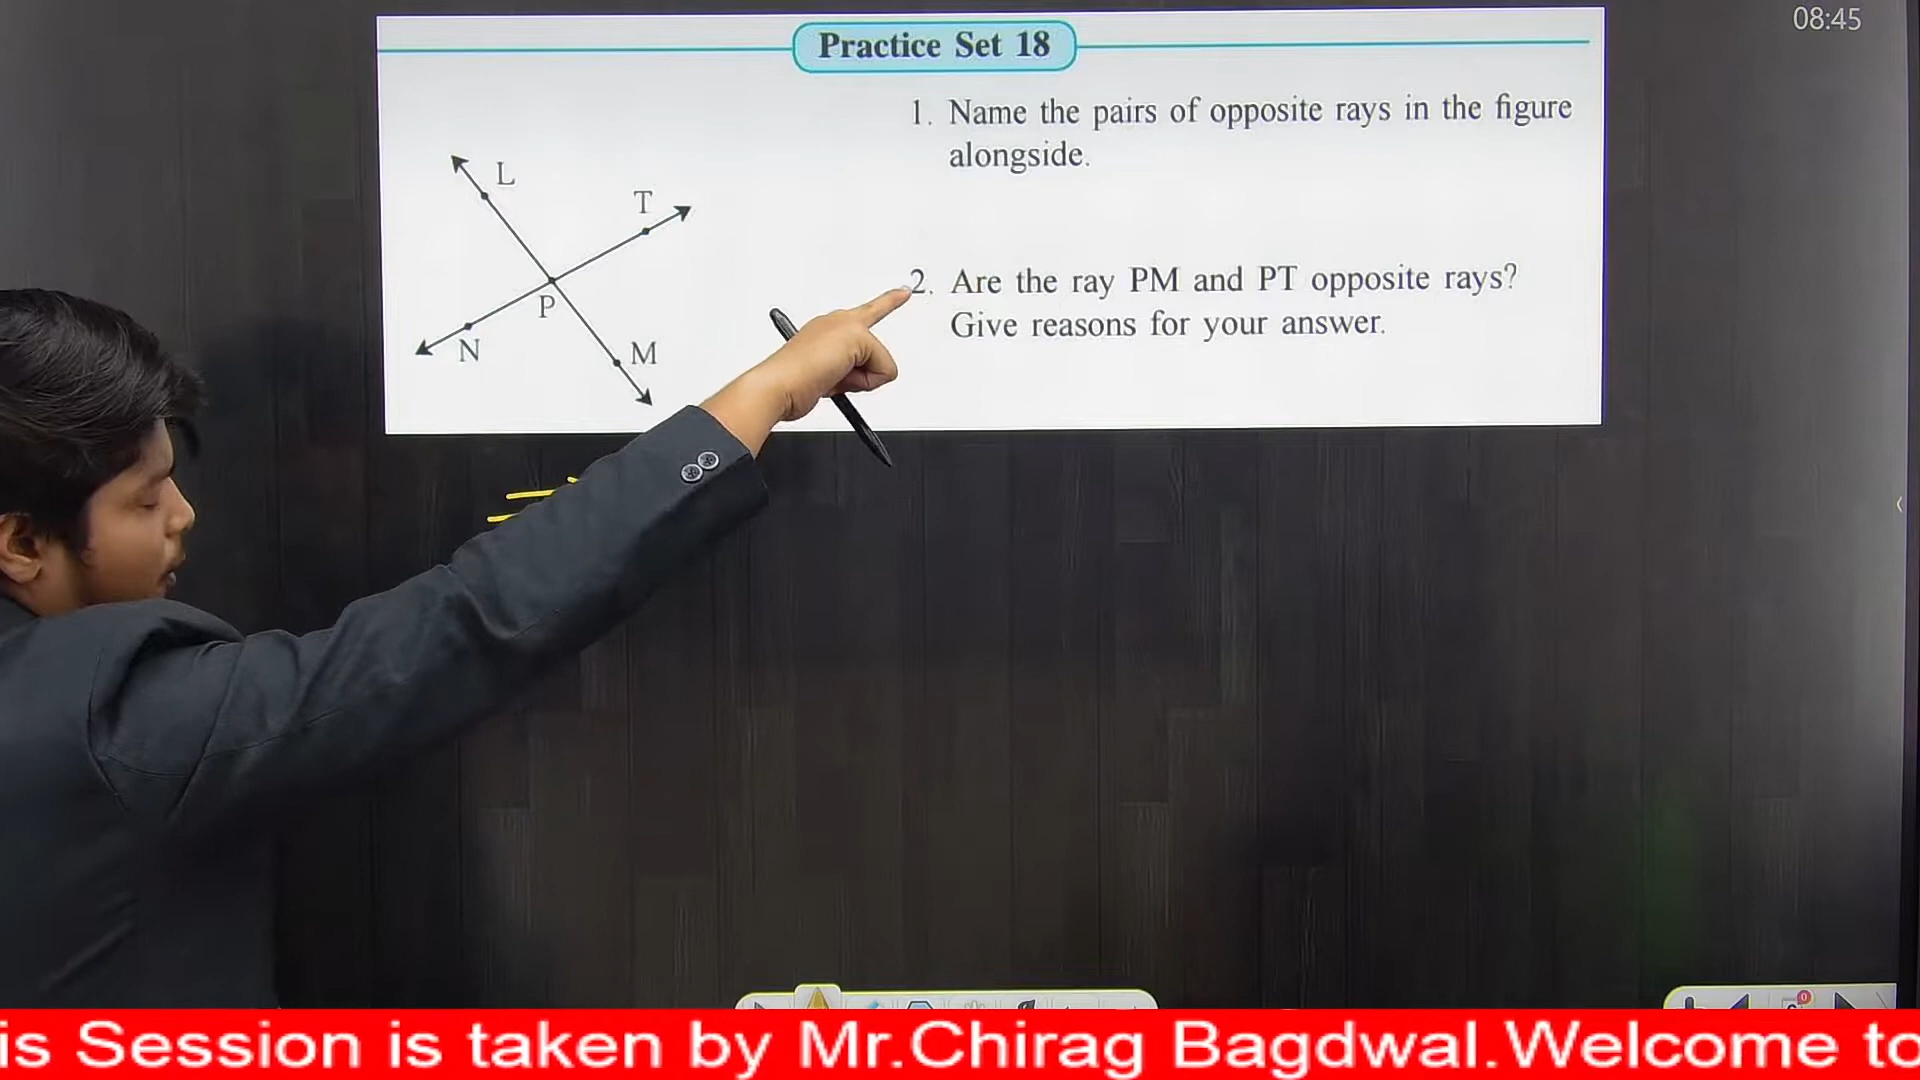 08:45
Practice Set 18
1. Name the pairs of opposite rays in the figure
alongside.
L
T
P
N
M
2. Are the ray PM and PT opposite rays?
Give reasons for your answer.
0
is Session is taken by Mr.Chirag Bagdwal.Welcome to